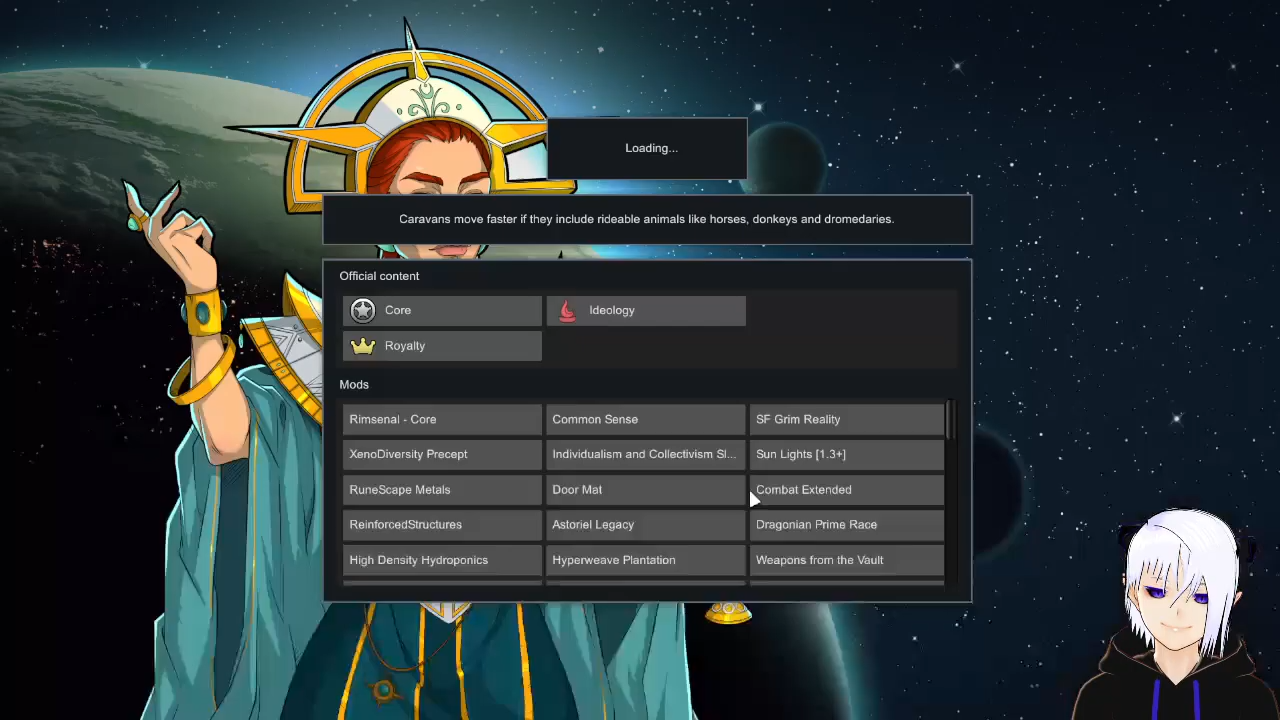 Loading...
Caravans move faster if they include rideable animals like horses, donkeys and dromedaries.
Official content
Core
Ideology
Royalty
Mods
Rimsenal - Core
Common Sense
SF Grim Reality
XenoDiversity Precept
Individualism and Collectivism Sl...
Sun Lights [1.3+]
RuneScape Metals
Door Mat
Combat Extended
ReinforcedStructures
Astoriel Legacy
Dragonian Prime Race
High Density Hydroponics
Hyperweave Plantation
Weapons from the Vault